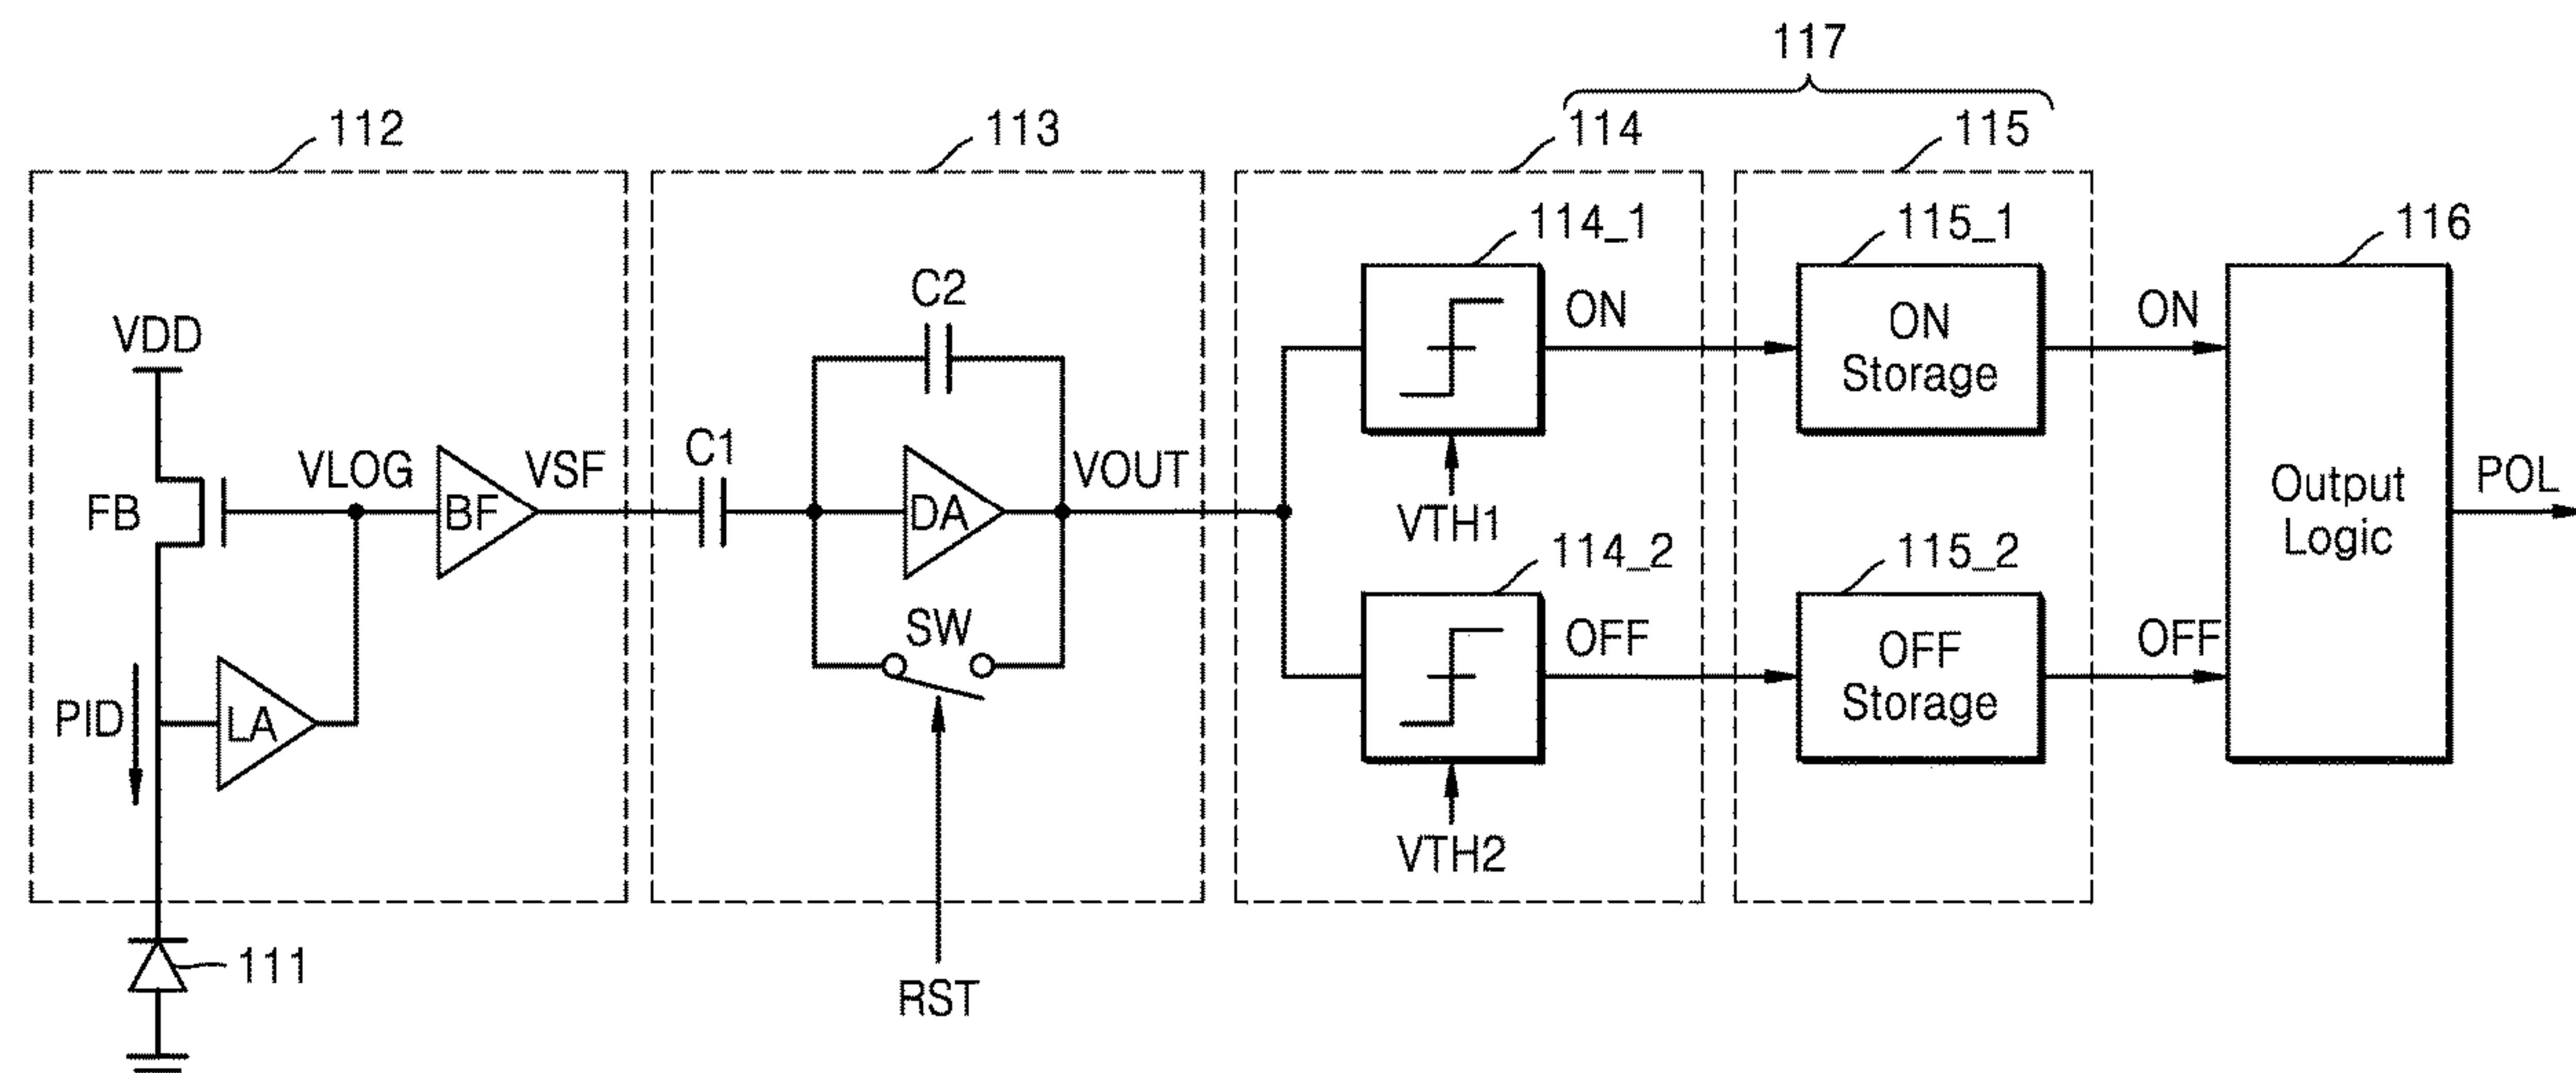 117
112
113
114
115
114_1
115_1
116
C2
ON
ON
Storage
ON
VDD
C1
VLOG
VSF
VOUT
FB
BF
DA
VTH1
Output
Logic
POL
114_2
115_2
SW
OFF
OFF
Storage
OFF
PID
LA
VTH2
111
RST